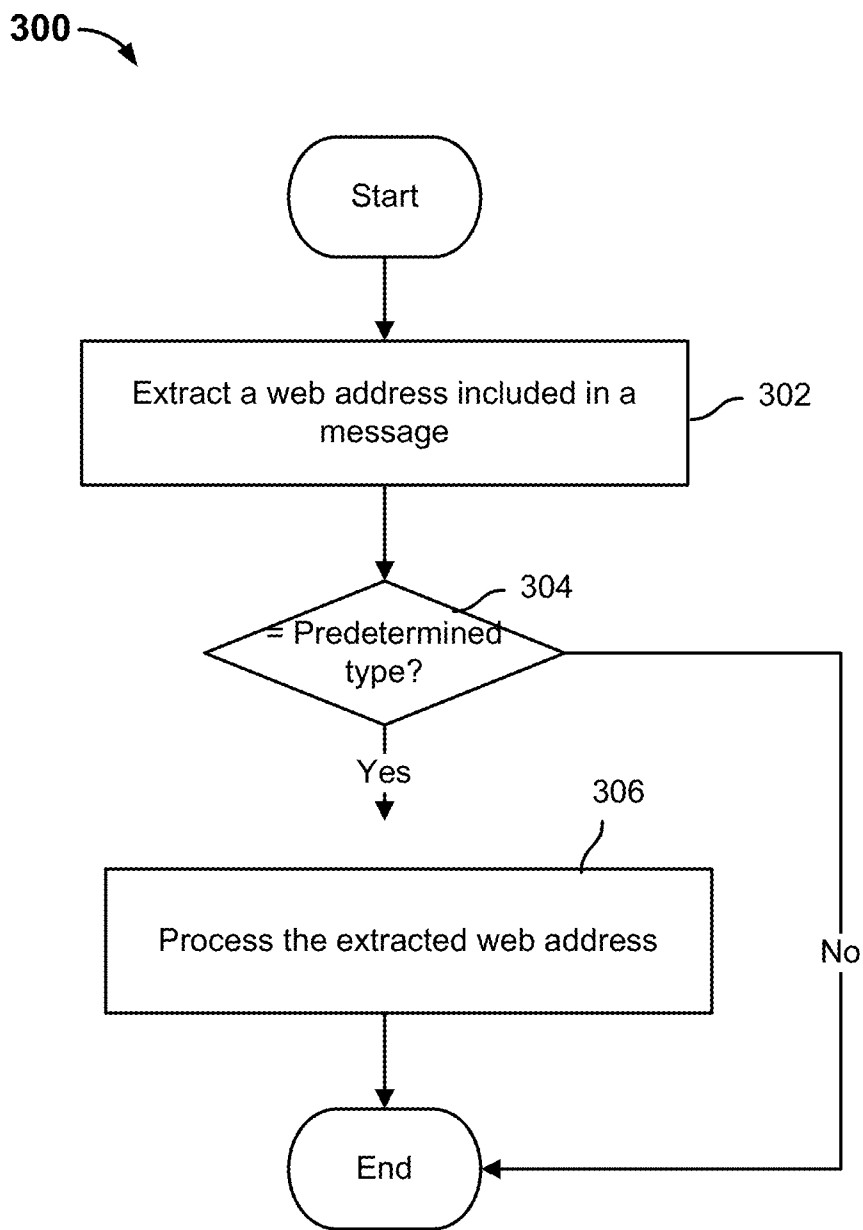 300
Start
Extract a web address included in a
message
302
304
= Predetermined
type?
Yes
306
Process the extracted web address
No
End